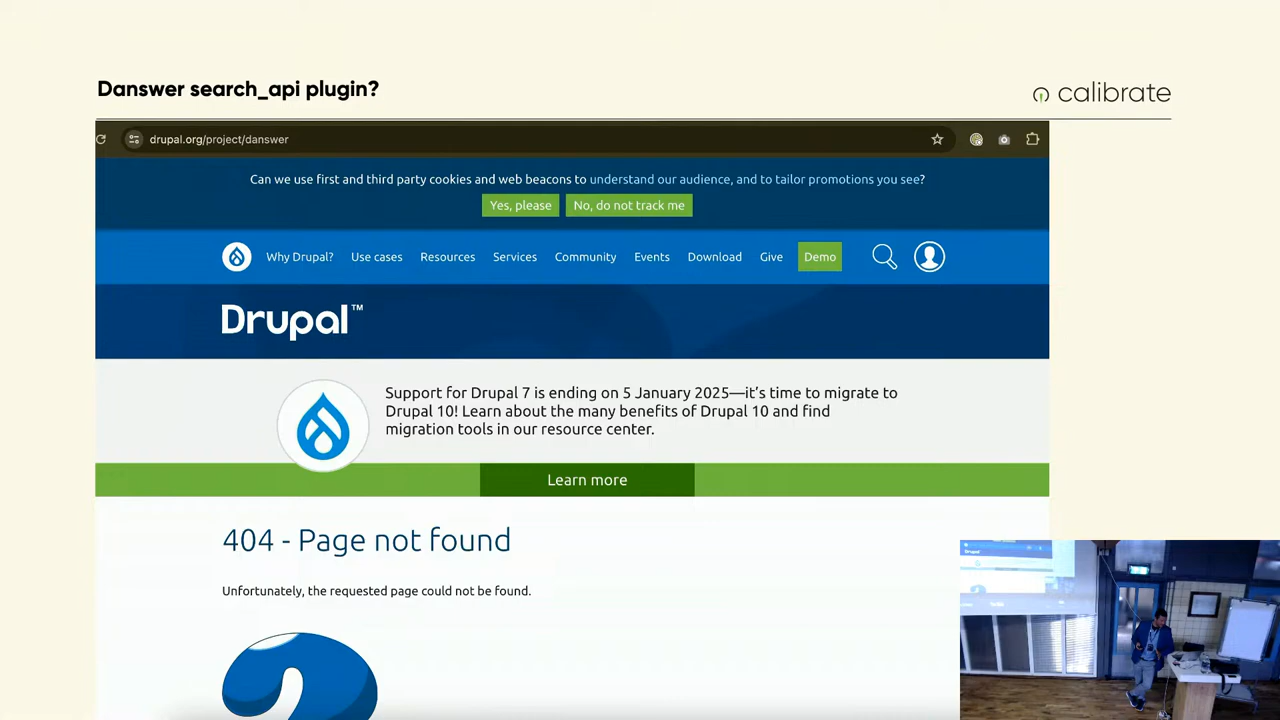 Danswer search_api plugin?
calibrate
drupal.org/project/danswer
Can we use first and third party cookies and web beacons to understand our audience, and to tailor promotions you see?
Yes, please
No, do not track me
Why Drupal?
Use cases
Resources
Services
Community
Events
Download
Give
Demo
Drupal™
Support for Drupal 7 is ending on 5 January 2025—it's time to migrate to
Drupal 10! Learn about the many benefits of Drupal 10 and find
migration tools in our resource center.
Learn more
404 - Page not found
Unfortunately, the requested page could not be found.